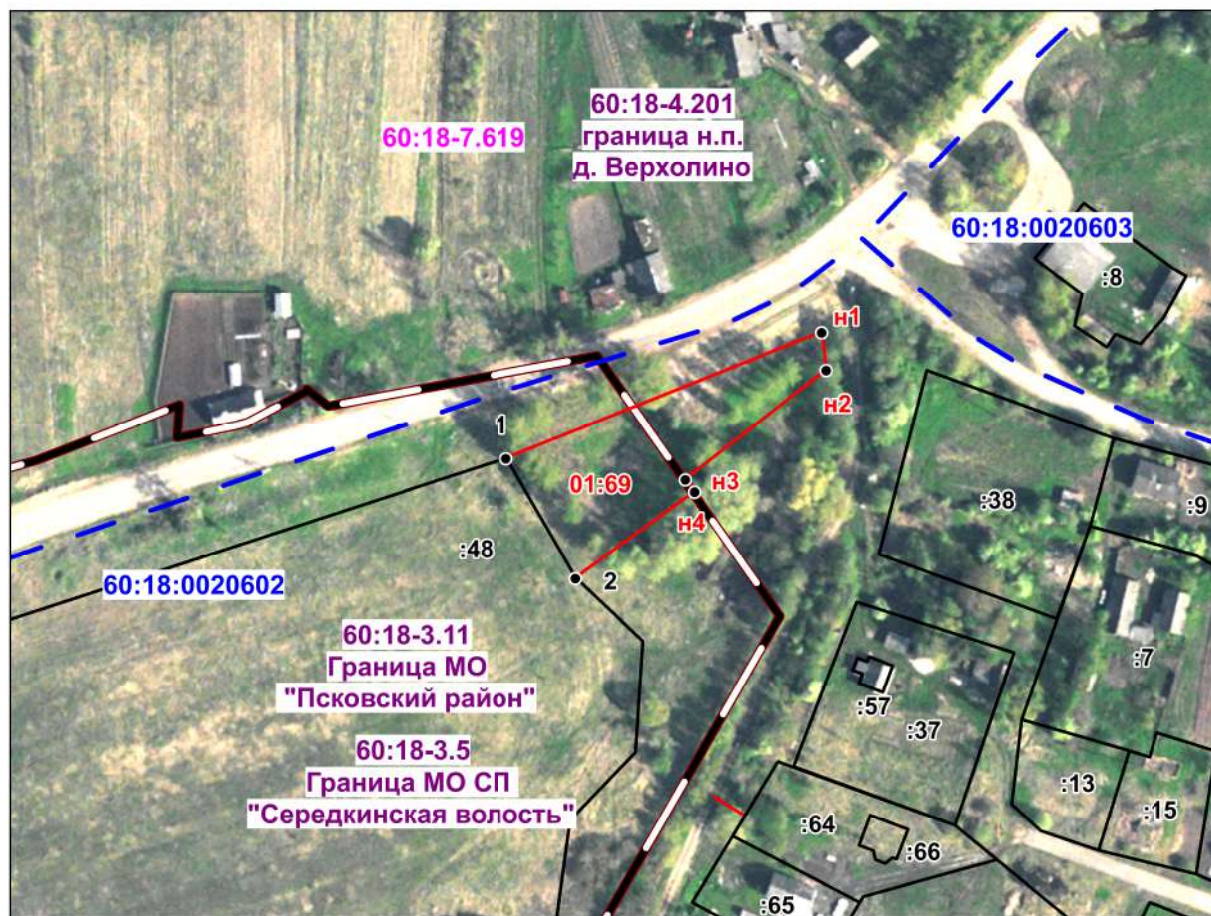 60:18-4.201
граница н.п.
д. Верхолино
60:18-7.619
60:18:0020603
:8
н1
н2
1
01:69
н3
н4
:38
:9
:48
2
60:18:0020602
60:18-3.11
Граница МО
"Псковский район"
:7
:57
:37
60:18-3.5
Граница МО СП
"Середкинская волость"
:13
:15
:64
:66
:65